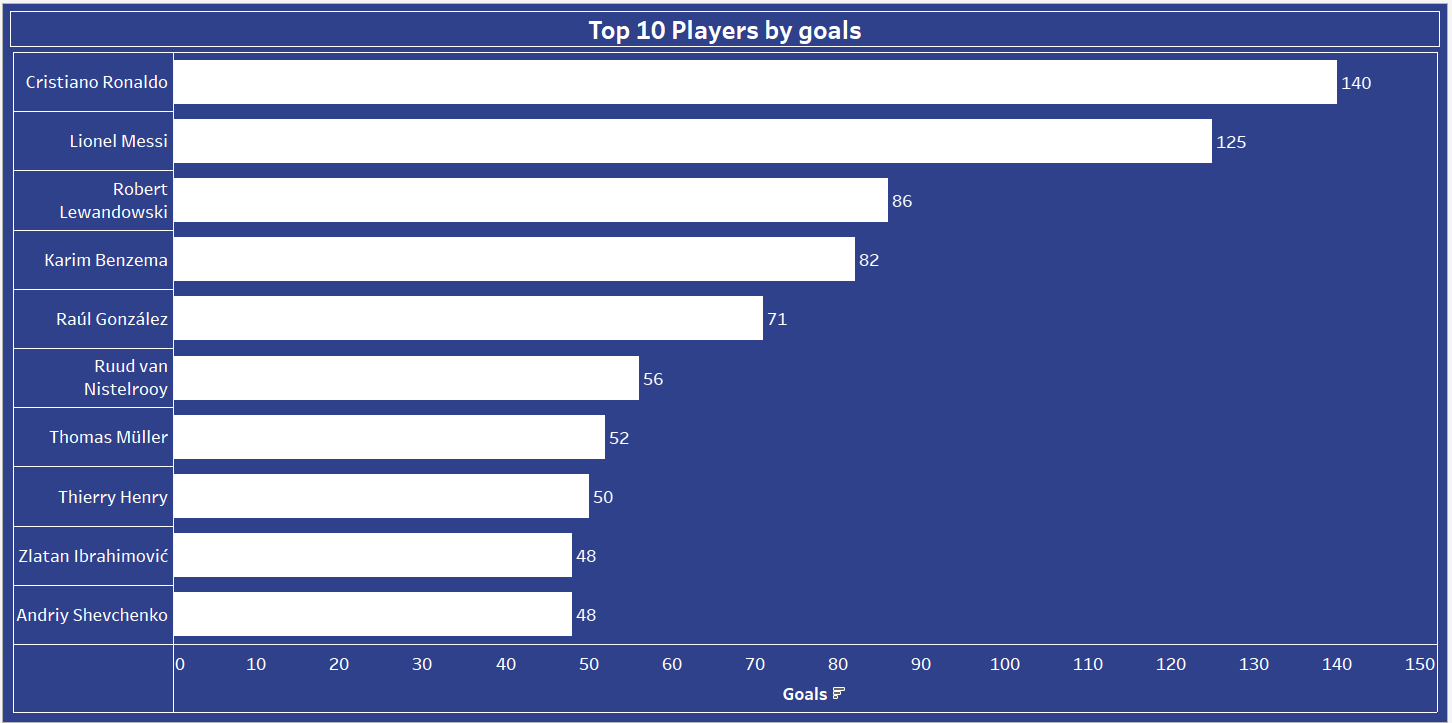 Top 10 Players by goals
Cristiano Ronaldo 140
Lionel Messi 125
Robert
Lewandowski 86
Karim Benzema 82
Raúl González 71
Ruud van
Nistelrooy 56
Thomas Müller 52
Thierry Henry 50
Zlatan Ibrahimović 48
Andriy Shevchenko 48
0 10 20 30 40 50 60 70 80 90 100 110 120 130 140 150
Goals